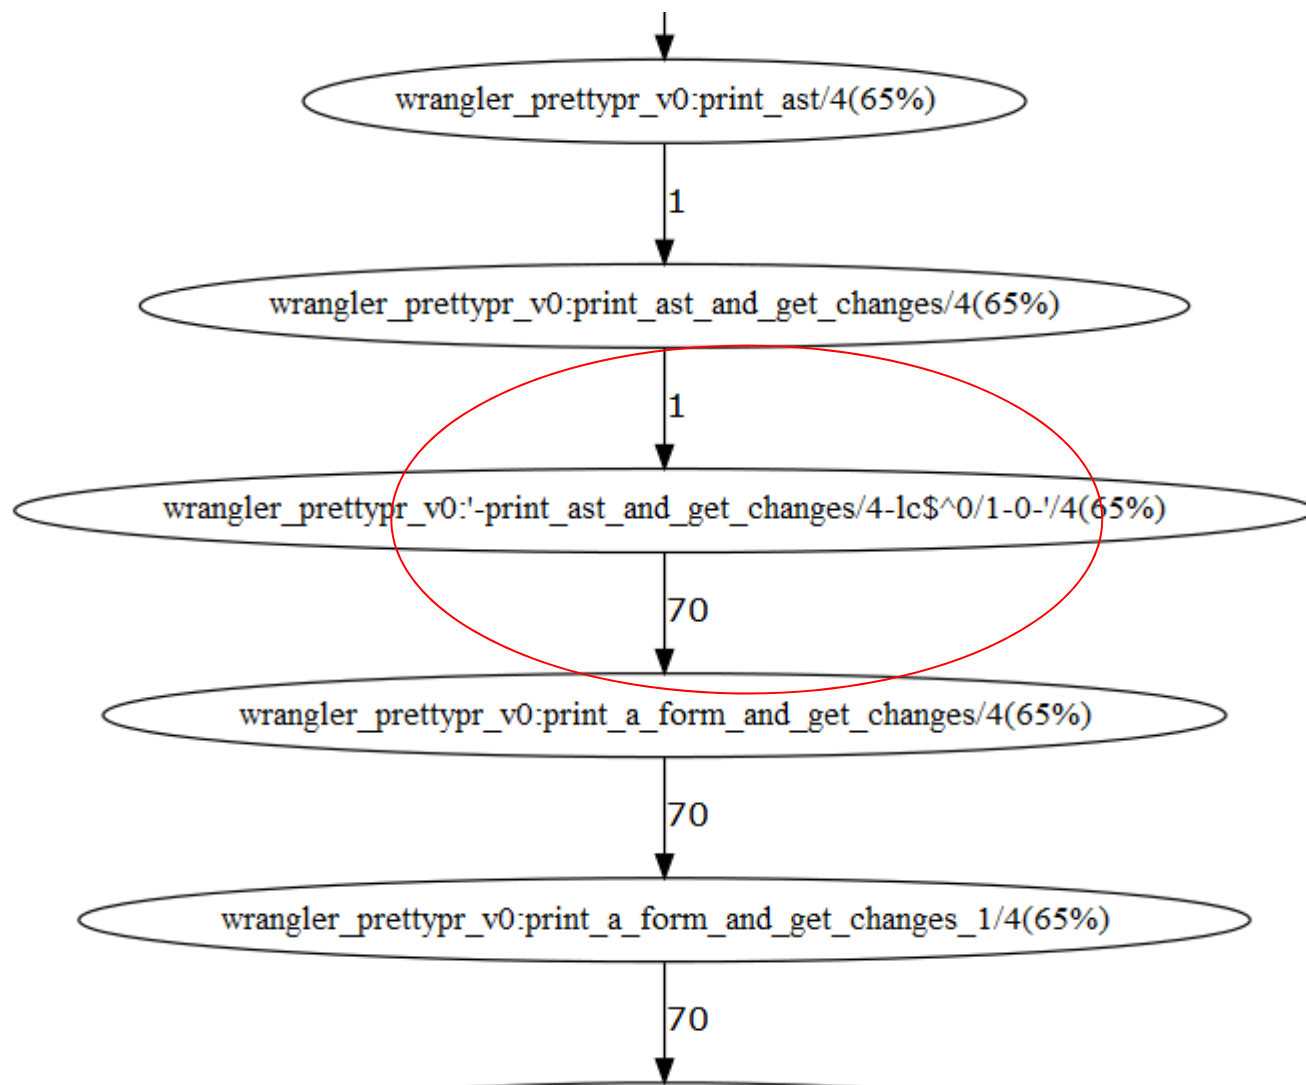 wrangler_prettypr_v0:print_ast/4(65%)
1
wrangler_prettypr_v0:print_ast_and_get_changes/4(65%)
1
wrangler_prettypr_v0:'-print_ast_and_get_changes/4-lc$^0/1-0-'/4(65%)
70
wrangler_prettypr_v0:print_a_form_and_get_changes/4(65%)
70
wrangler_prettypr_v0:print_a_form_and_get_changes_1/4(65%)
70